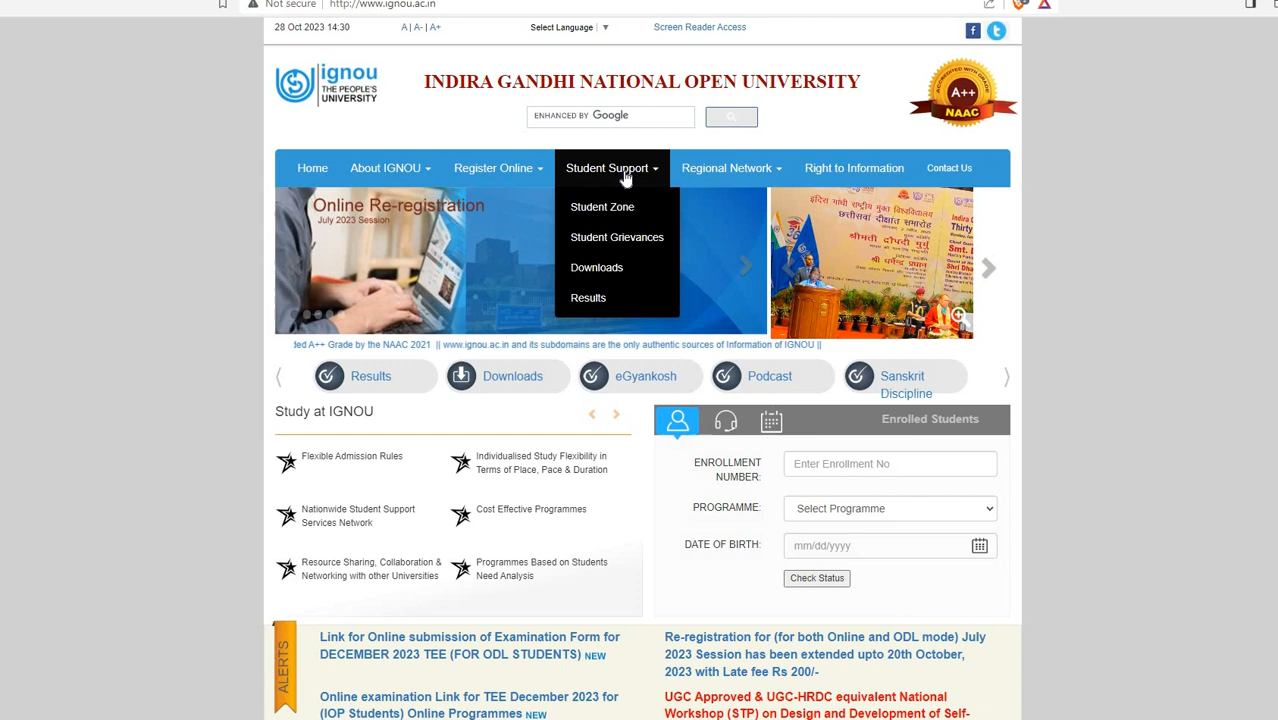 Not secure | http://www.ignou.ac.in
28 Oct 2023 14:30
A | A- | A+
Select Language | ▼
Screen Reader Access
ignou
THE PEOPLE'S
UNIVERSITY
INDIRA GANDHI NATIONAL OPEN UNIVERSITY
ENHANCED BY Google
ACCREDITED WITH GRADE
A++
NAAC
Home
About IGNOU
Register Online
Student Support
Regional Network
Right to Information
Contact Us
Online Re-registration
July 2023 Session
Student Zone
Student Grievances
Downloads
Results
ded A++ Grade by the NAAC 2021 || www.ignou.ac.in and its subdomains are the only authentic sources of Information of IGNOU ||
Results
Downloads
eGyankosh
Podcast
Sanskrit
Discipline
Study at IGNOU
Enrolled Students
Flexible Admission Rules
Individualised Study Flexibility in
Terms of Place, Pace & Duration
Nationwide Student Support
Services Network
Cost Effective Programmes
Resource Sharing, Collaboration &
Networking with other Universities
Programmes Based on Students
Need Analysis
ENROLLMENT
NUMBER:
Enter Enrollment No
PROGRAMME:
Select Programme
DATE OF BIRTH:
mm/dd/yyyy
Check Status
ALERTS
Link for Online submission of Examination Form for
DECEMBER 2023 TEE (FOR ODL STUDENTS) NEW
Online examination Link for TEE December 2023 for
(IOP Students) Online Programmes NEW
Re-registration for (for both Online and ODL mode) July
2023 Session has been extended upto 20th October,
2023 with Late fee Rs 200/-
UGC Approved & UGC-HRDC equivalent National
Workshop (STP) on Design and Development of Self-